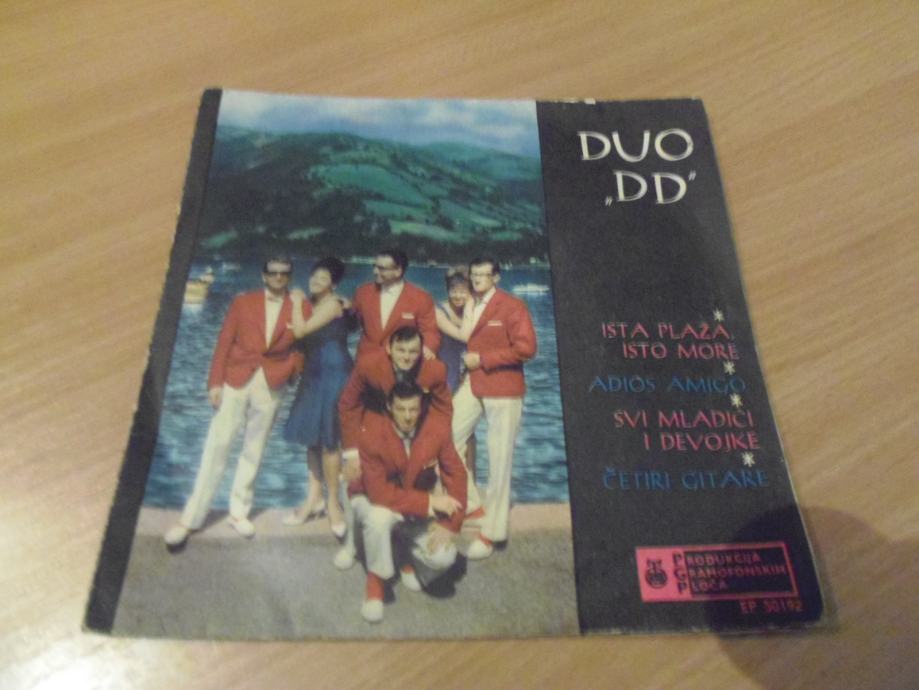 DUO
„DD"
ISTA PLAŽA,
ISTO MORE
ADIOS AMIGO
SVI MLADIĆI
I DEVOJKE
ČETIRI GITARE
PRODUKCIJA
GRAMOFONSKIH
PLOČA
EP 50192